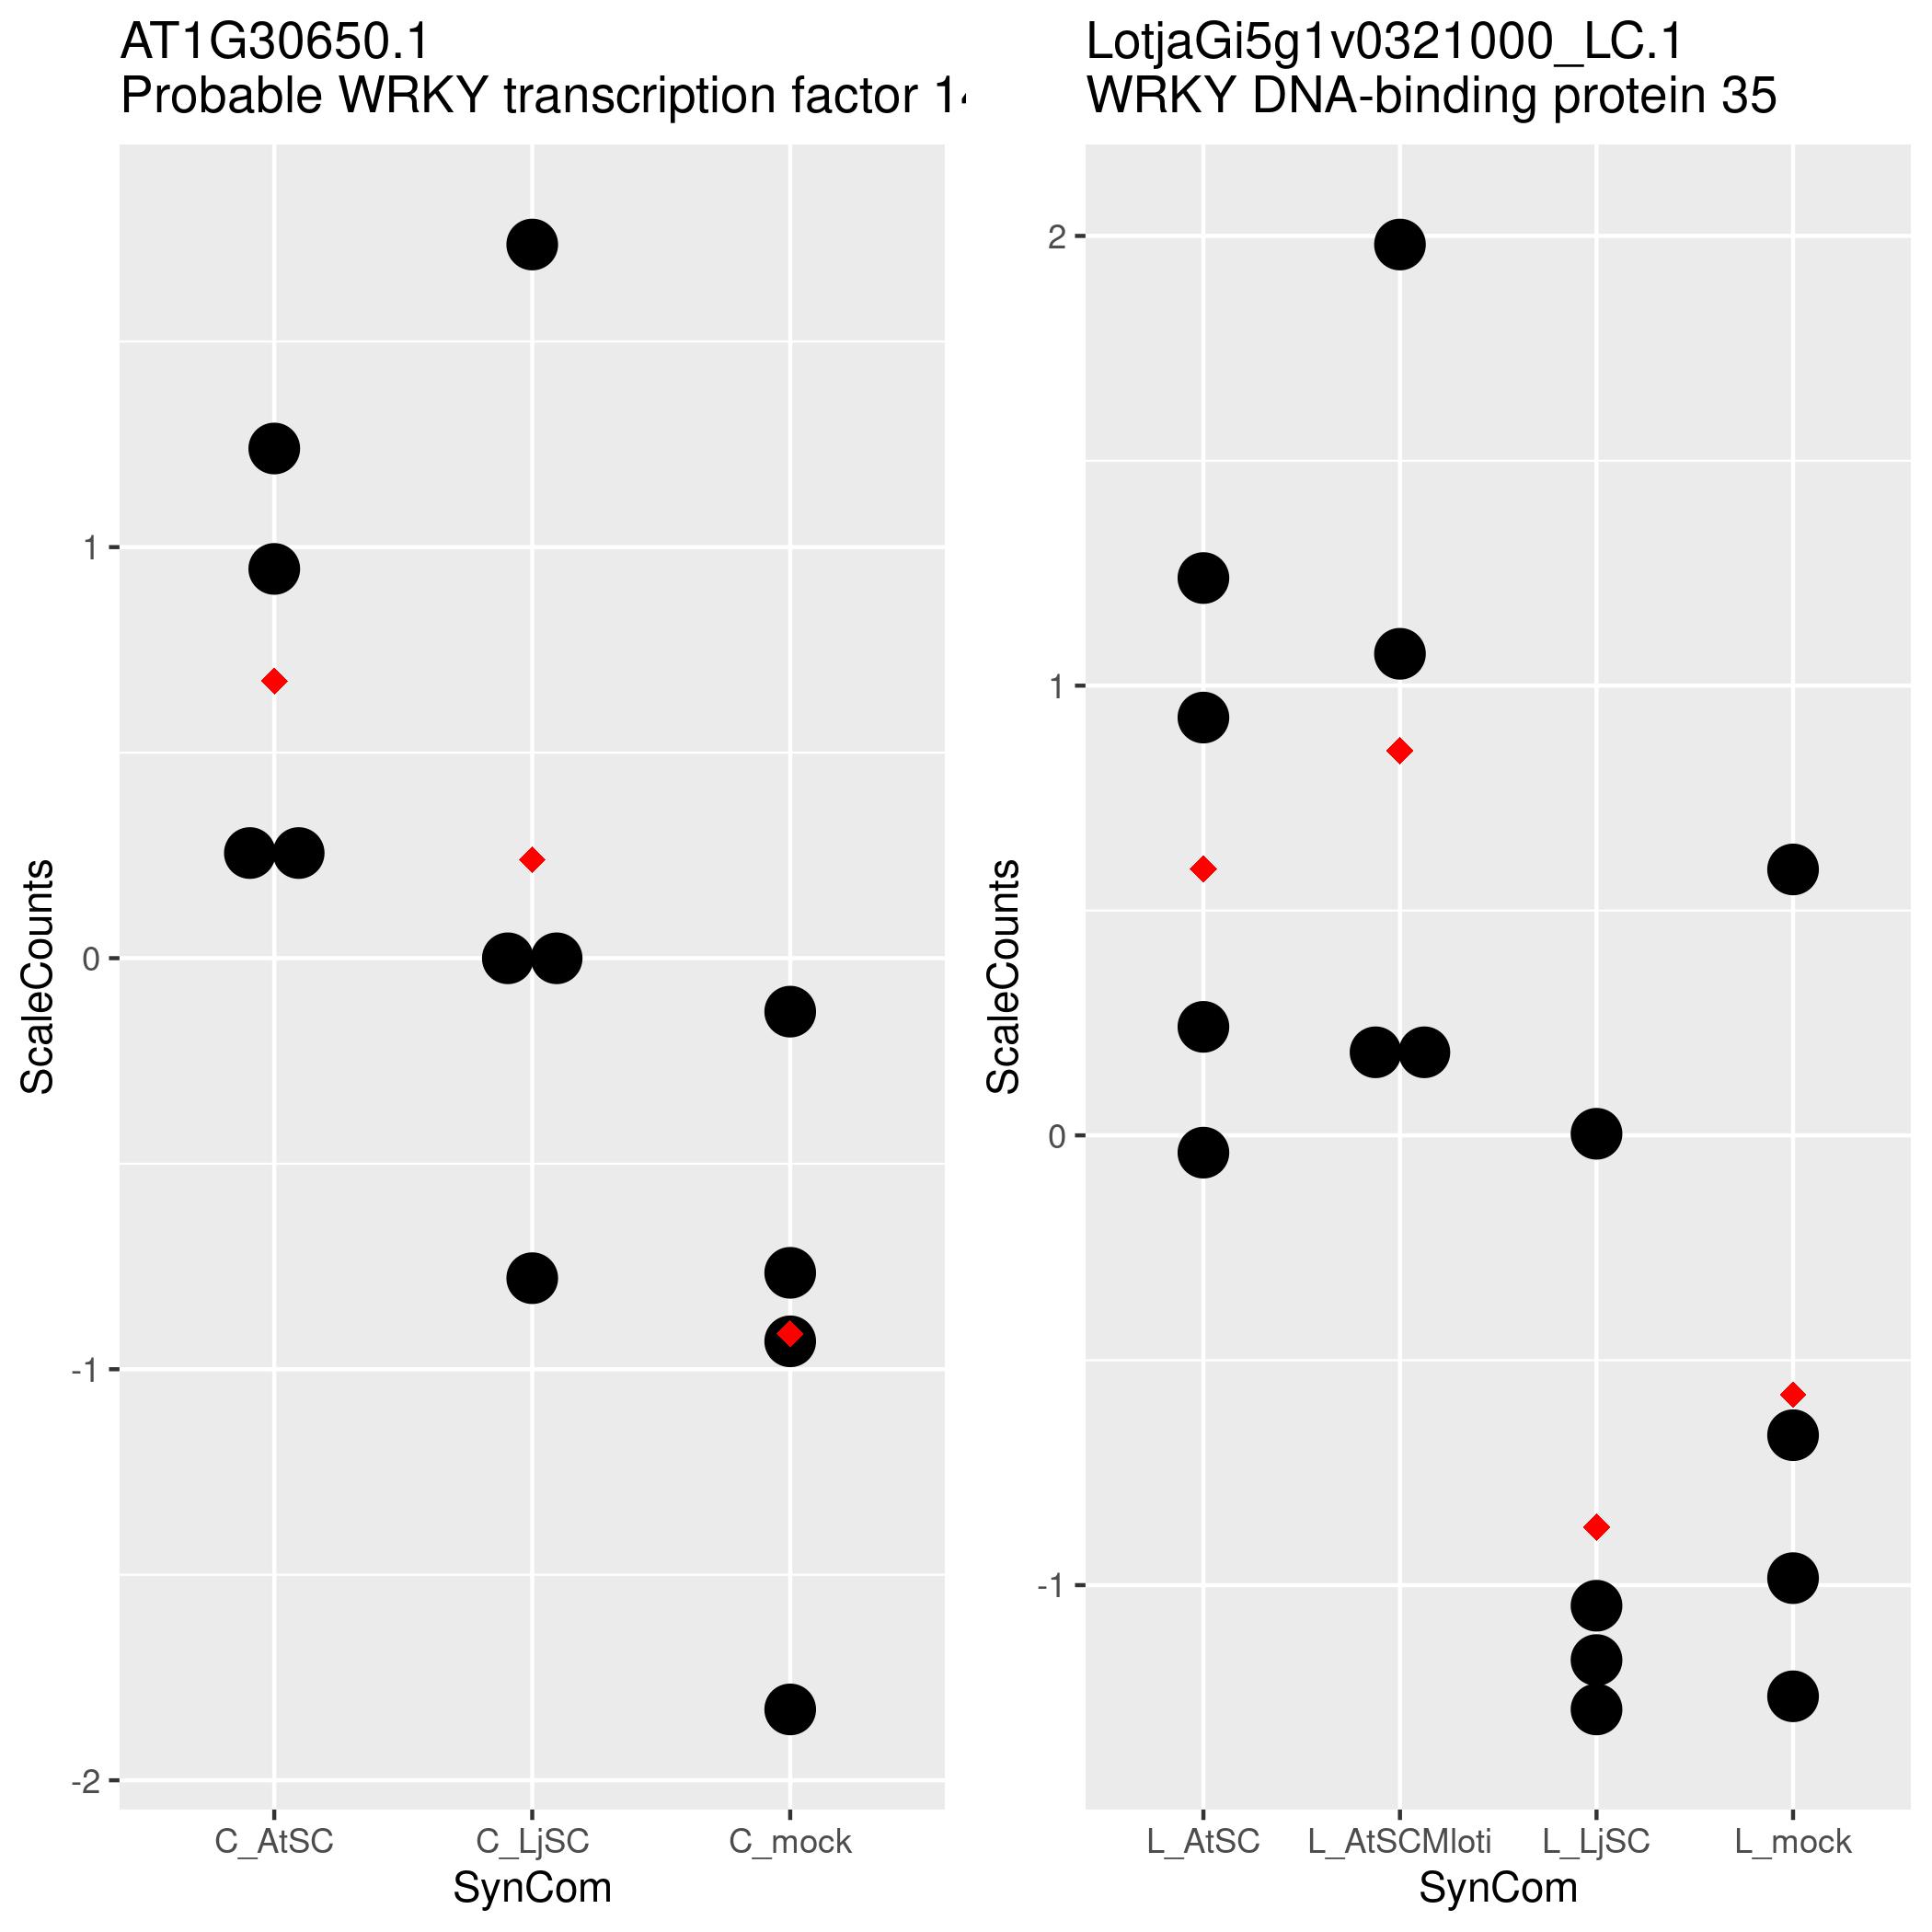 AT1G30650.1
Probable WRKY transcription factor
ScaleCounts
1
0
-1
-2
C_AtSC C_LjSC C_mock
SynCom
LotjaGi5g1v0321000_LC.1
WRKY DNA-binding protein 35
ScaleCounts
2
1
0
-1
L_AtSC L_AtSCMloti L_LjSC L_mock
SynCom